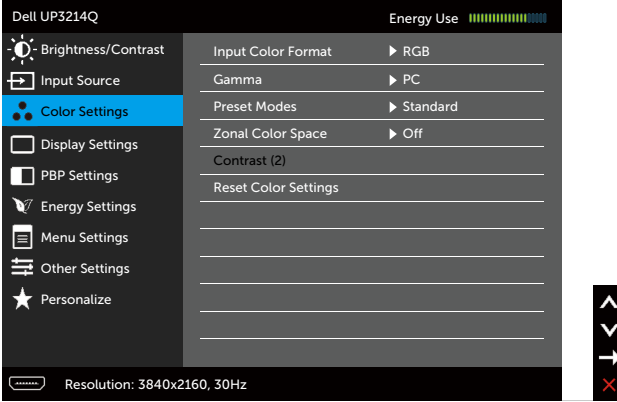 Dell UP3214Q
Energy Use
Brightness/Contrast
Input Source
Color Settings
Display Settings
PBP Settings
Energy Settings
Menu Settings
Other Settings
Personalize
Input Color Format RGB
Gamma PC
Preset Modes Standard
Zonal Color Space Off
Contrast (2)
Reset Color Settings
Resolution: 3840x2160, 30Hz